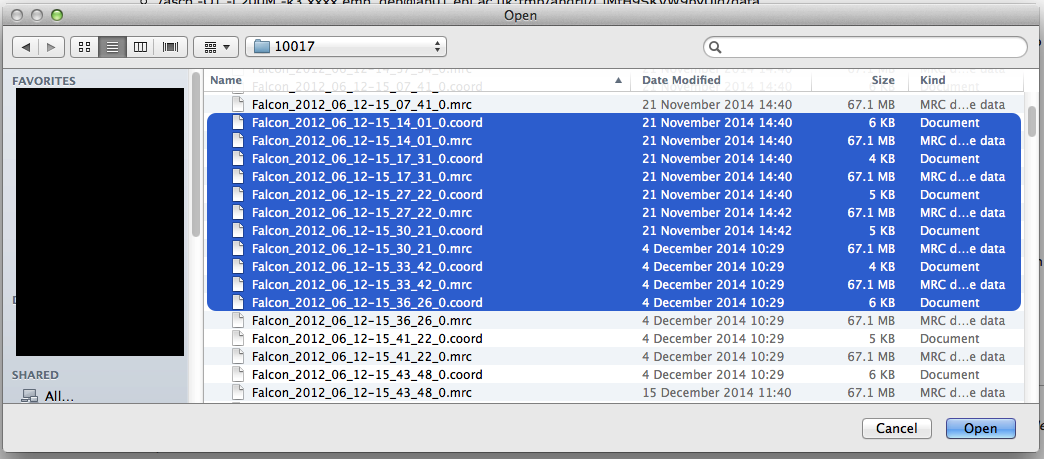 Open
10017
FAVORITES
SHARED
All...
Name Date Modified Size Kind
Falcon_2012_06_12-15_07_41_0.mrc 21 November 2014 14:40 67.1 MB MRC d...e data
Falcon_2012_06_12-15_14_01_0.coord 21 November 2014 14:40 6 KB Document
Falcon_2012_06_12-15_14_01_0.mrc 21 November 2014 14:40 67.1 MB MRC d...e data
Falcon_2012_06_12-15_17_31_0.coord 21 November 2014 14:40 4 KB Document
Falcon_2012_06_12-15_17_31_0.mrc 21 November 2014 14:40 67.1 MB MRC d...e data
Falcon_2012_06_12-15_27_22_0.coord 21 November 2014 14:40 5 KB Document
Falcon_2012_06_12-15_27_22_0.mrc 21 November 2014 14:42 67.1 MB MRC d...e data
Falcon_2012_06_12-15_30_21_0.coord 21 November 2014 14:42 5 KB Document
Falcon_2012_06_12-15_30_21_0.mrc 4 December 2014 10:29 67.1 MB MRC d...e data
Falcon_2012_06_12-15_33_42_0.coord 4 December 2014 10:29 4 KB Document
Falcon_2012_06_12-15_33_42_0.mrc 4 December 2014 10:29 67.1 MB MRC d...e data
Falcon_2012_06_12-15_36_26_0.coord 4 December 2014 10:29 6 KB Document
Falcon_2012_06_12-15_36_26_0.mrc 4 December 2014 10:29 67.1 MB MRC d...e data
Falcon_2012_06_12-15_41_22_0.coord 4 December 2014 10:29 5 KB Document
Falcon_2012_06_12-15_41_22_0.mrc 4 December 2014 10:29 67.1 MB MRC d...e data
Falcon_2012_06_12-15_43_48_0.coord 4 December 2014 10:29 6 KB Document
Falcon_2012_06_12-15_43_48_0.mrc 15 December 2014 11:40 67.1 MB MRC d...e data
Cancel Open